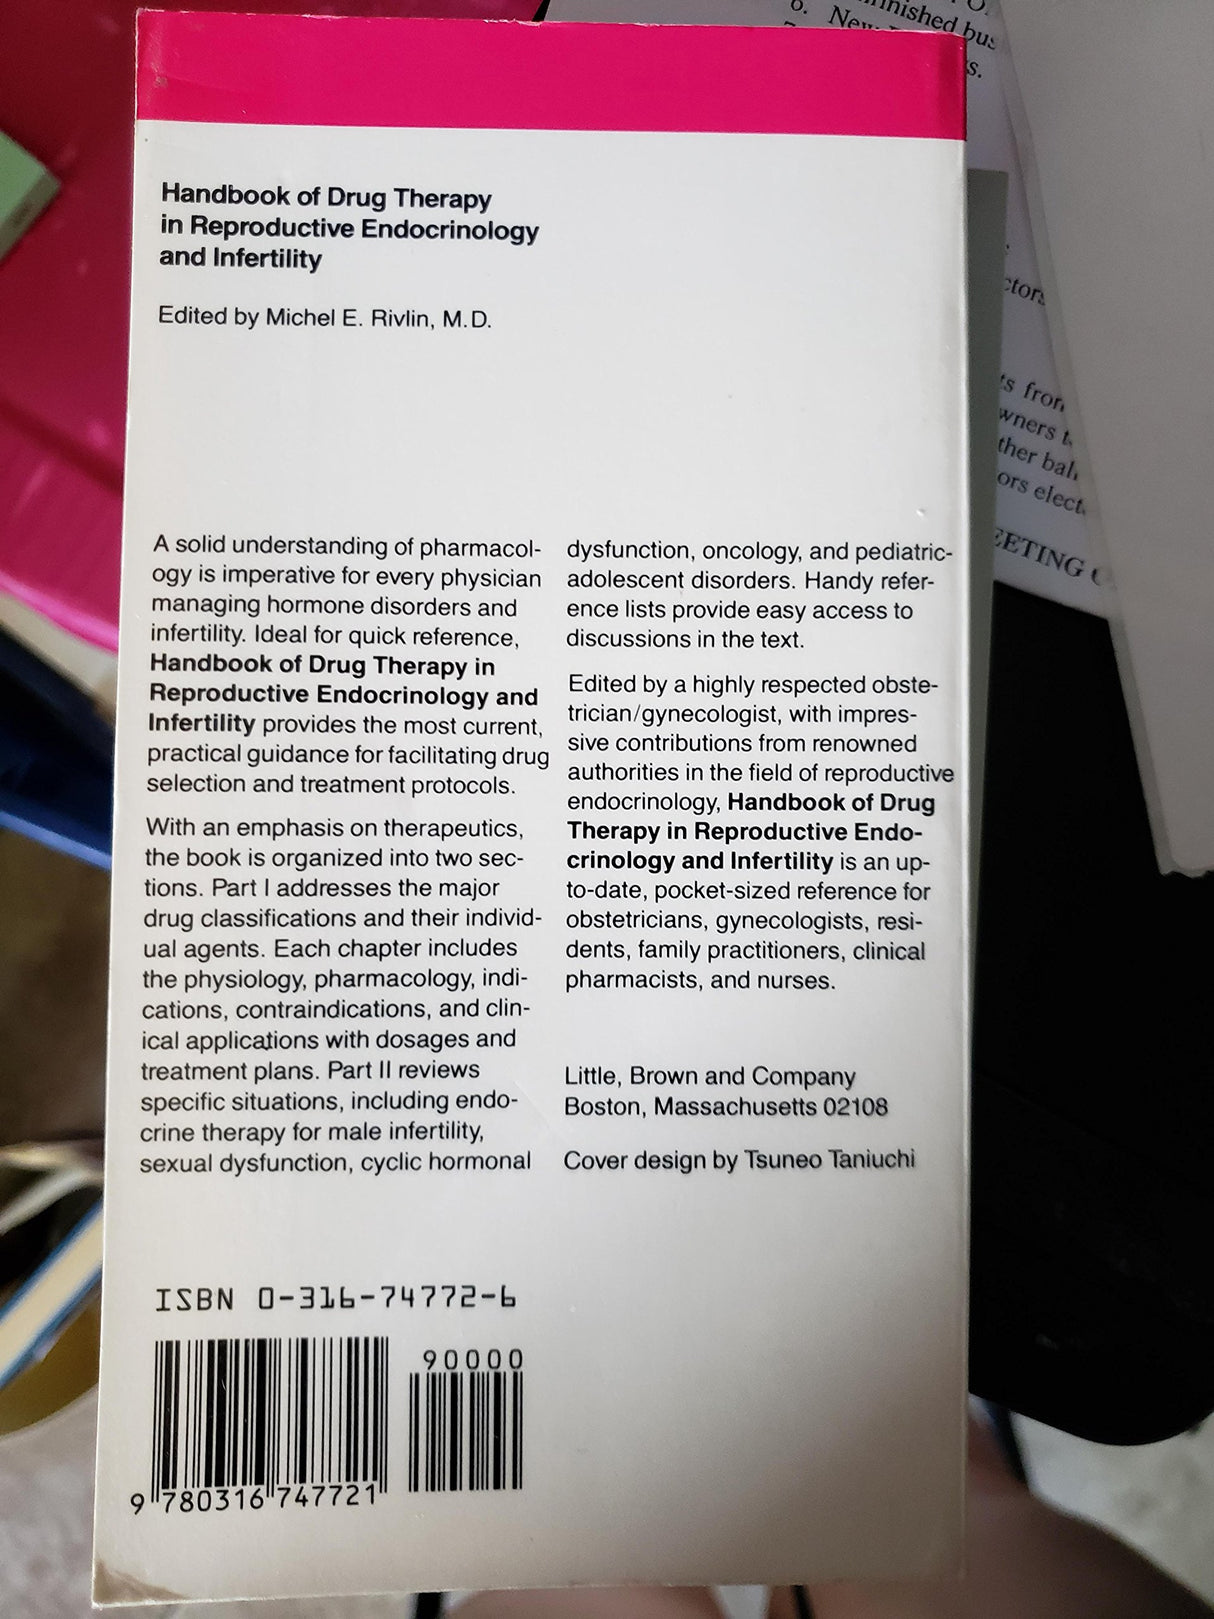 Handbook of Drug Therapy
in Reproductive Endocrinology
and Infertility
Edited by Michel E. Rivlin, M.D.
A solid understanding of pharmacol-
ogy is imperative for every physician
managing hormone disorders and
infertility. Ideal for quick reference,
Handbook of Drug Therapy in
Reproductive Endocrinology and
Infertility provides the most current,
practical guidance for facilitating drug
selection and treatment protocols.
With an emphasis on therapeutics,
the book is organized into two sec-
tions. Part I addresses the major
drug classifications and their individ-
ual agents. Each chapter includes
the physiology, pharmacology, indi-
cations, contraindications, and clin-
ical applications with dosages and
treatment plans. Part II reviews
specific situations, including endo-
crine therapy for male infertility,
sexual dysfunction, cyclic hormonal
dysfunction, oncology, and pediatric-
adolescent disorders. Handy refer-
ence lists provide easy access to
discussions in the text.
Edited by a highly respected obste-
trician/gynecologist, with impres-
sive contributions from renowned
authorities in the field of reproductive
endocrinology, Handbook of Drug
Therapy in Reproductive Endo-
crinology and Infertility is an up-
to-date, pocket-sized reference for
obstetricians, gynecologists, resi-
dents, family practitioners, clinical
pharmacists, and nurses.
Little, Brown and Company
Boston, Massachusetts 02108
Cover design by Tsuneo Taniuchi
ISBN 0-316-74772-6
90000
9 780316 747721
6. New